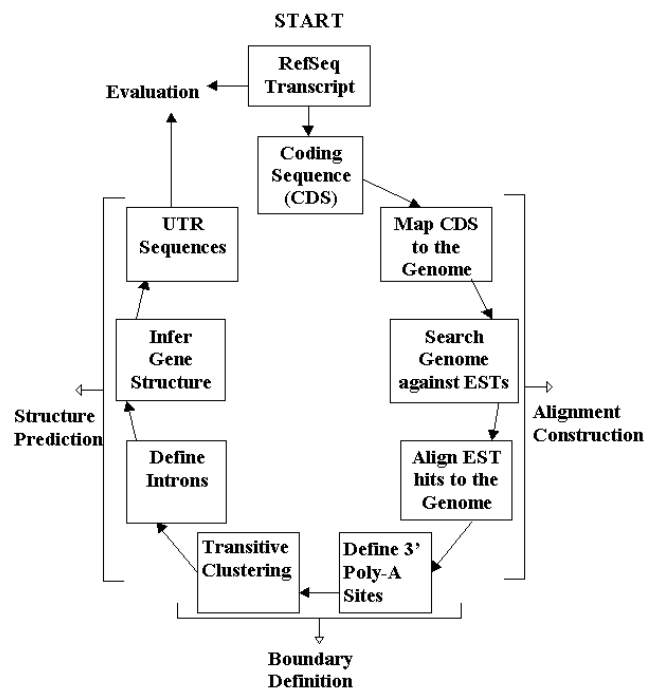 START
RefSeq
Transcript
Evaluation
Coding
Sequence
(CDS)
Map CDS
to the
Genome
Search
Genome
against ESTs
Alignment
Construction
Align EST
hits to the
Genome
Define 3’
Poly-A
Sites
Transitive
Clustering
Boundary
Definition
Define
Introns
Infer
Gene
Structure
Structure
Prediction
UTR
Sequences